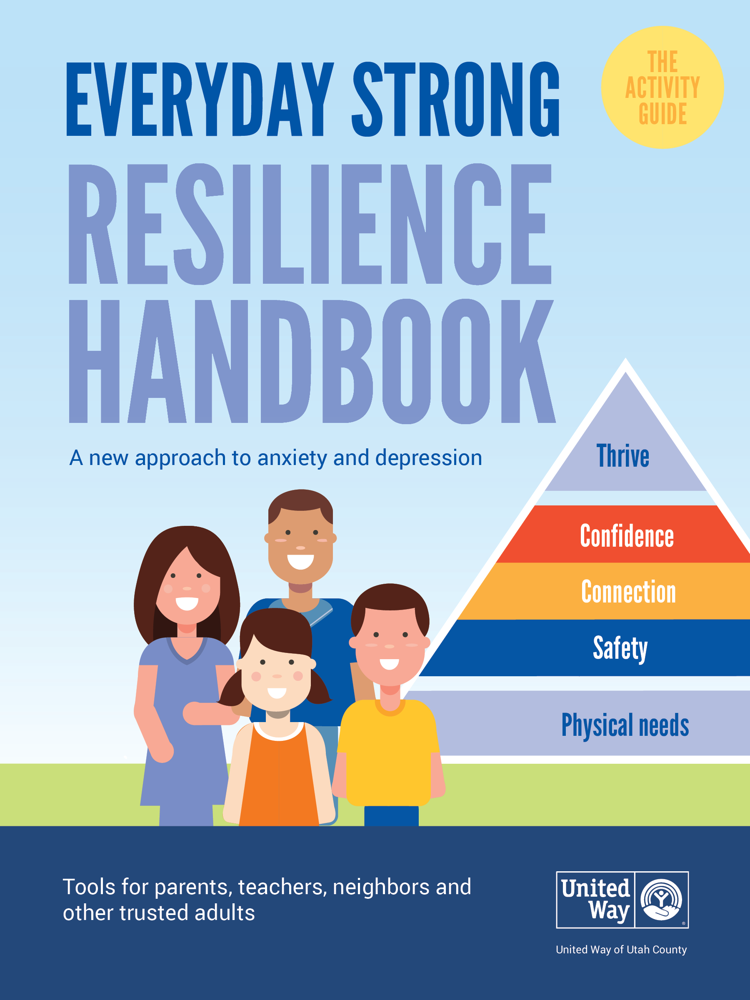 THE
ACTIVITY
GUIDE
EVERYDAY STRONG
RESILIENCE
HANDBOOK
A new approach to anxiety and depression
Thrive
Confidence
Connection
Safety
Physical needs
Tools for parents, teachers, neighbors and
other trusted adults
United
Way
®
United Way of Utah County